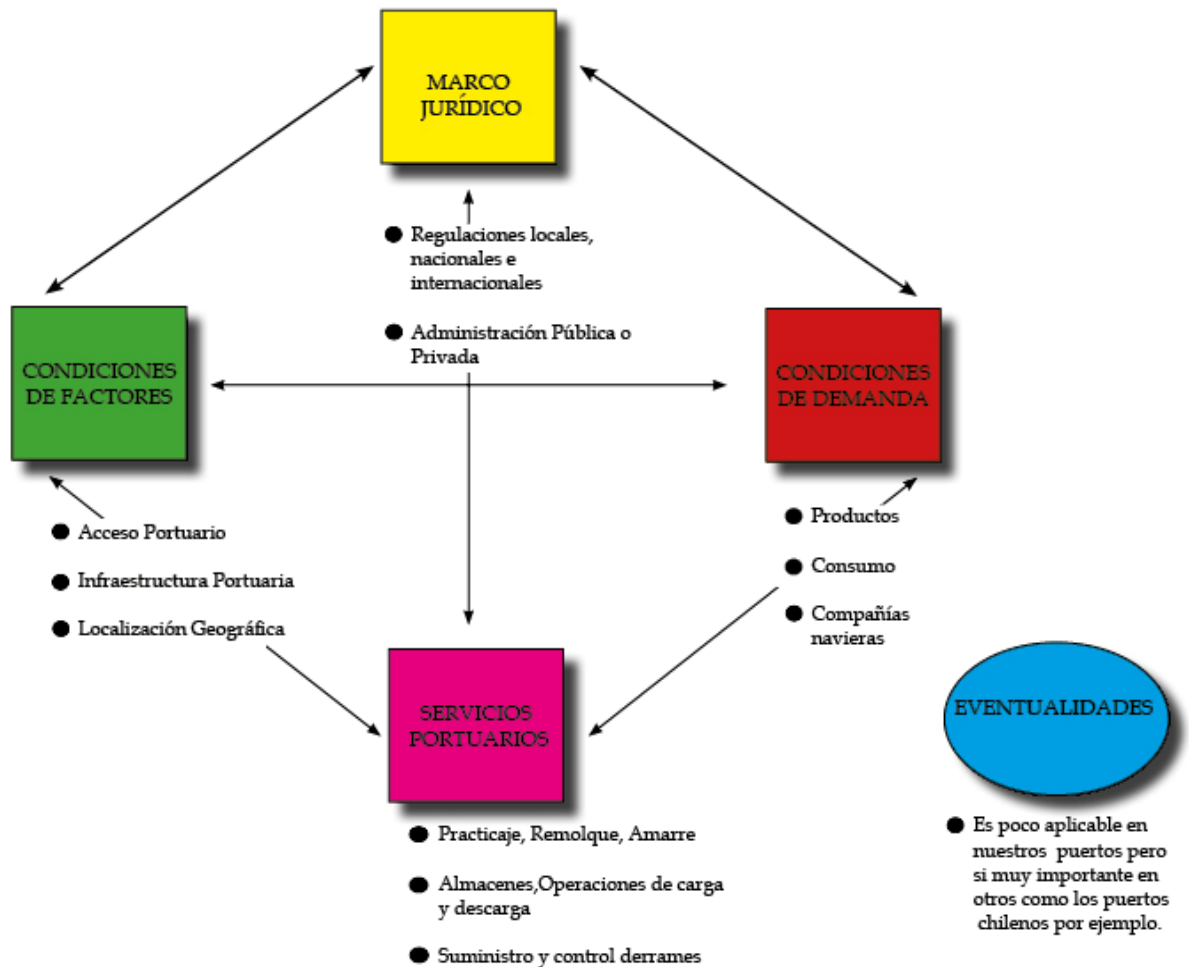 MARCO
JURÍDICO
● Regulaciones locales,
nacionales e
internacionales
● Administración Pública o
Privada
CONDICIONES
DE FACTORES
CONDICIONES
DE DEMANDA
● Acceso Portuario
● Infraestructura Portuaria
● Localización Geográfica
● Productos
● Consumo
● Compañías
navieras
SERVICIOS
PORTUARIOS
● Practicaje, Remolque, Amarre
● Almacenes,Operaciones de carga
y descarga
● Suministro y control derrames
EVENTUALIDADES
● Es poco aplicable en
nuestros puertos pero
si muy importante en
otros como los puertos
chilenos por ejemplo.